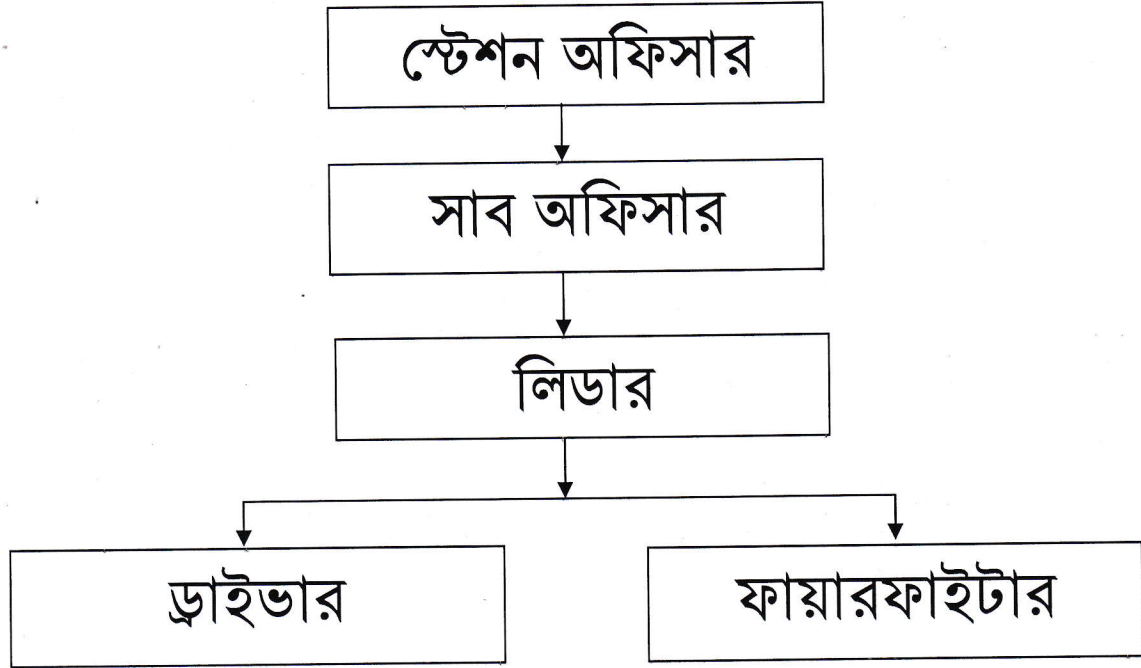 স্টেশন অফিসার
সাব অফিসার
লিডার
ড্রাইভার
ফায়ারফাইটার